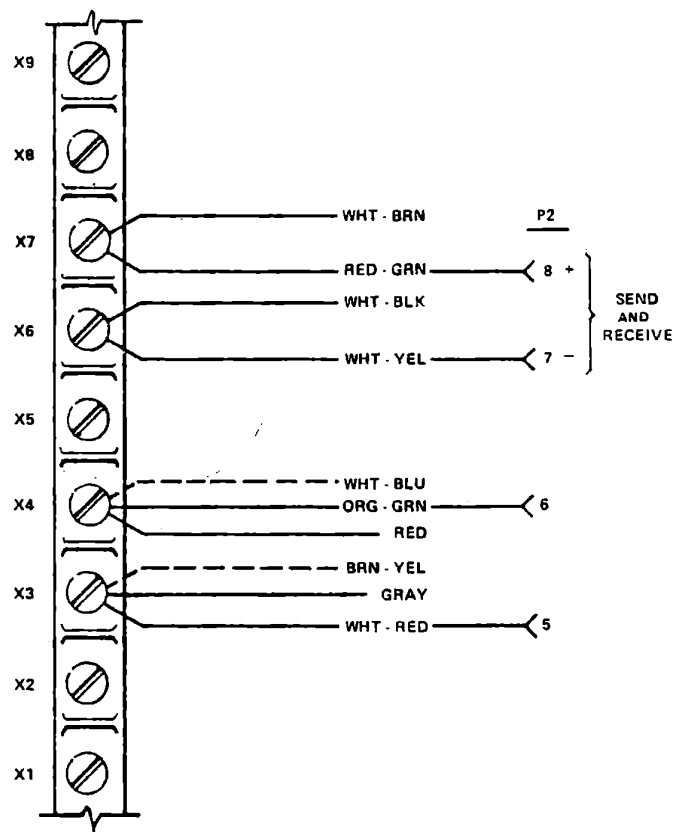 X9
X8
WHT - BRN
P2
X7
RED - GRN
8 +
WHT - BLK
SEND
AND
RECEIVE
X6
WHT - YEL
7 −
X5
WHT - BLU
X4
ORG - GRN
6
RED
BRN - YEL
X3
GRAY
WHT - RED
5
X2
X1